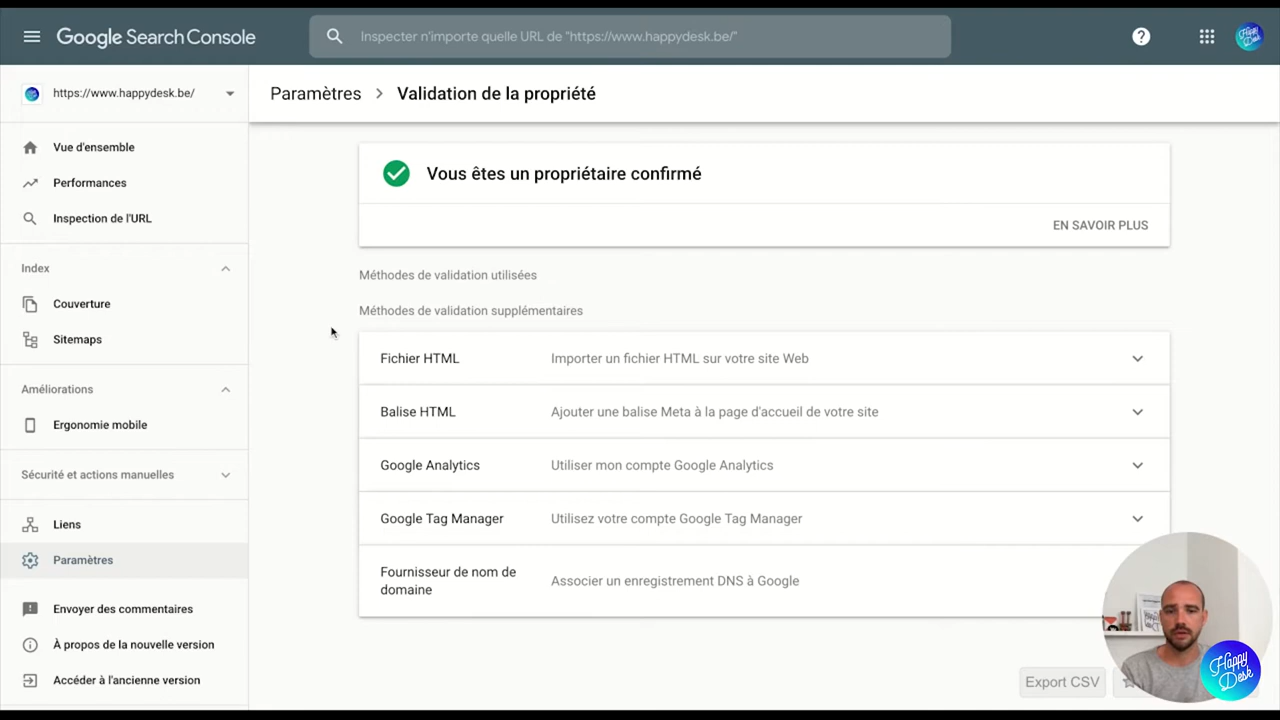 Google Search Console
Inspecter n'importe quelle URL de "https://www.happydesk.be/"
Happy Desk
https://www.happydesk.be/
Paramètres > Validation de la propriété
Vue d'ensemble
Performances
Inspection de l'URL
Index
Couverture
Sitemaps
Améliorations
Ergonomie mobile
Sécurité et actions manuelles
Liens
Paramètres
Envoyer des commentaires
À propos de la nouvelle version
Accéder à l'ancienne version
Vous êtes un propriétaire confirmé
EN SAVOIR PLUS
Méthodes de validation utilisées
Méthodes de validation supplémentaires
Fichier HTML Importer un fichier HTML sur votre site Web
Balise HTML Ajouter une balise Meta à la page d'accueil de votre site
Google Analytics Utiliser mon compte Google Analytics
Google Tag Manager Utilisez votre compte Google Tag Manager
Fournisseur de nom de
domaine
Associer un enregistrement DNS à Google
Export CSV
Happy
Desk